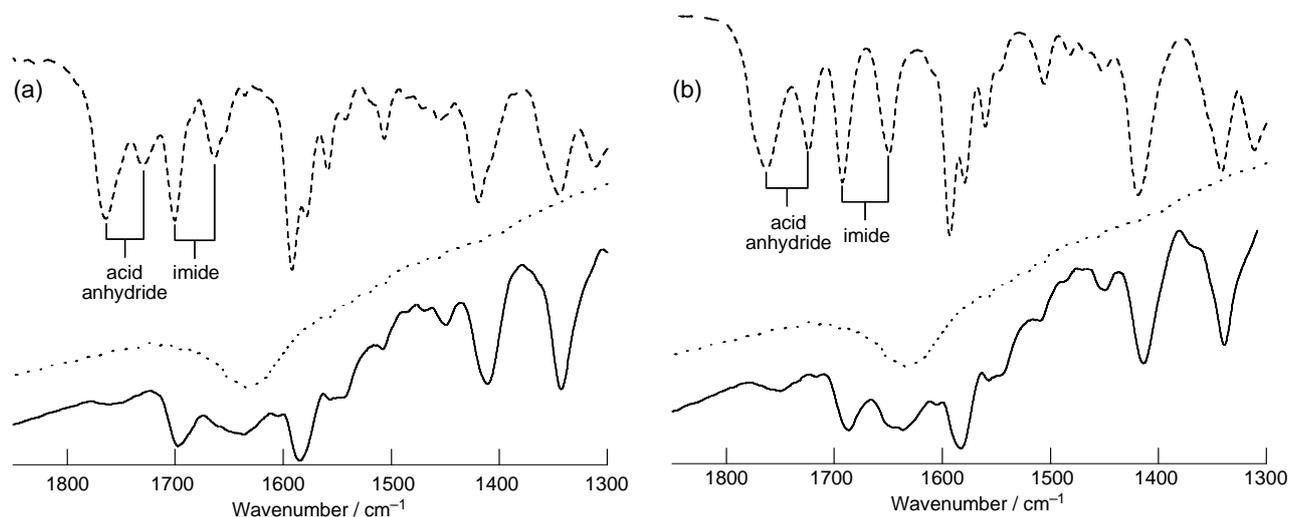 (a)
acid
anhydride
imide
1800
1700
1600
1500
1400
1300
Wavenumber / cm⁻¹
(b)
acid
anhydride
imide
1800
1700
1600
1500
1400
1300
Wavenumber / cm⁻¹